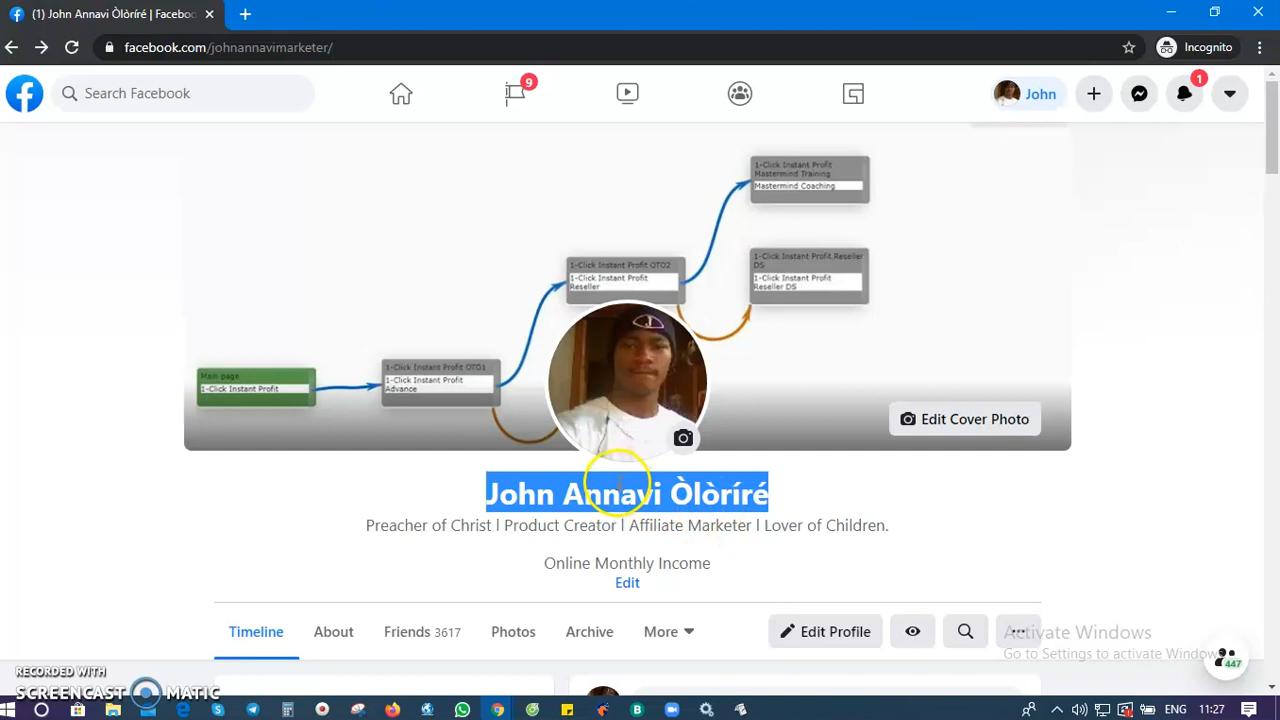 (1) John Annavi Òlòríré | Faceboo
facebook.com/johnannavimarketer/
Incognito
Search Facebook
9
John
1
1-Click Instant Profit
Mastermind Training
Mastermind Coaching
1-Click Instant Profit OTO2
1-Click Instant Profit
Reseller
1-Click Instant Profit Reseller
DS
1-Click Instant Profit
Reseller DS
Main page
1-Click Instant Profit
1-Click Instant Profit OTO1
1-Click Instant Profit
Advance
Edit Cover Photo
John Annavi Òlòríré
Preacher of Christ l Product Creator l Affiliate Marketer l Lover of Children.
Online Monthly Income
Edit
Timeline
About
Friends 3617
Photos
Archive
More
Edit Profile
Activate Windows
Go to Settings to activate Windows.
447
RECORDED WITH
SCREENCAST MATIC
11:27